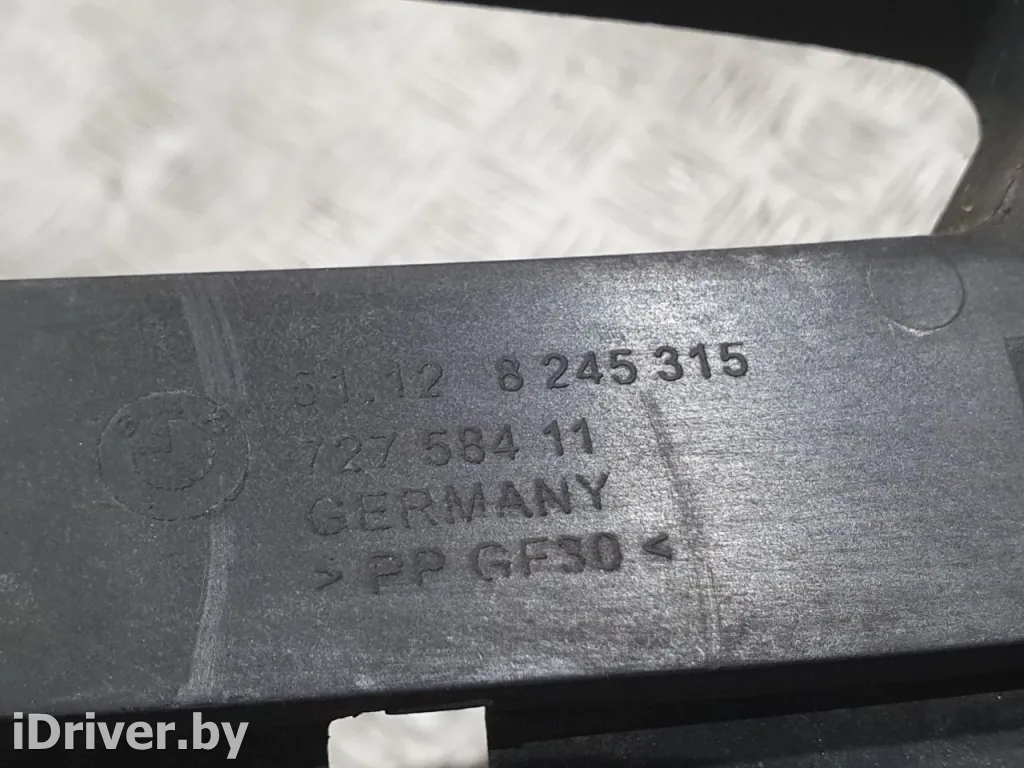 51.12 8 245 315
727 584 11
GERMANY
> PP GF30 <
iDriver.by